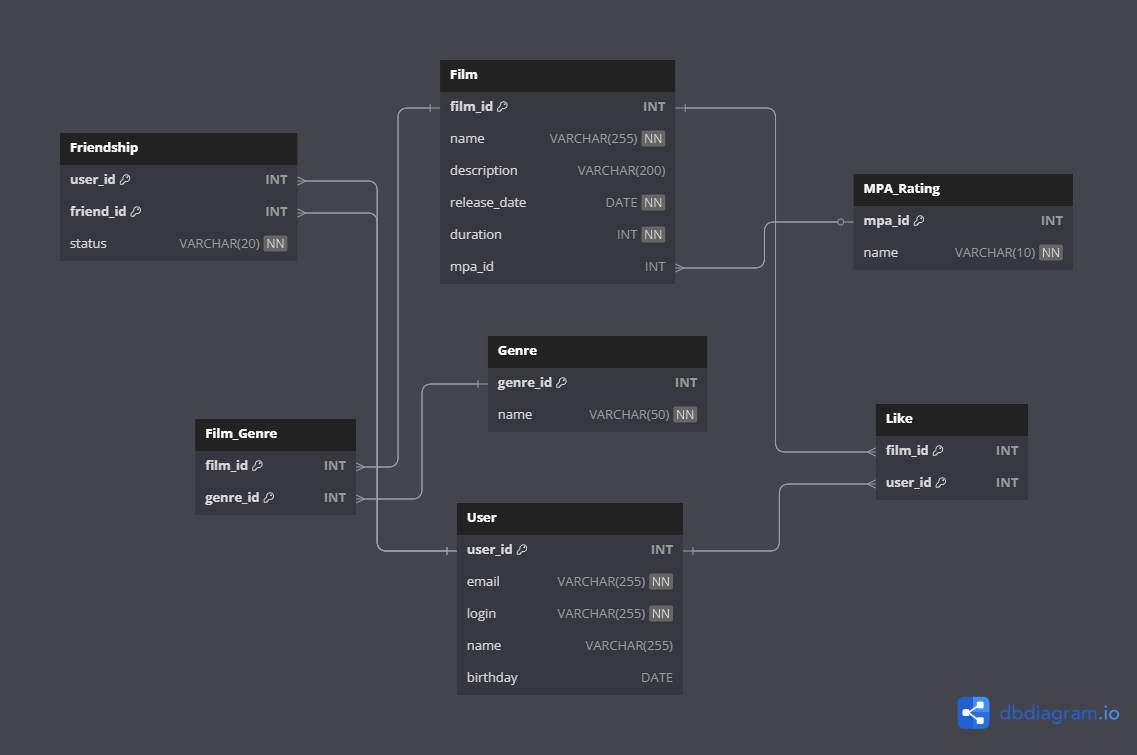 Film
film_id INT
name VARCHAR(255) NN
description VARCHAR(200)
release_date DATE NN
duration INT NN
mpa_id INT
Friendship
user_id INT
friend_id INT
status VARCHAR(20) NN
MPA_Rating
mpa_id INT
name VARCHAR(10) NN
Genre
genre_id INT
name VARCHAR(50) NN
Like
film_id INT
user_id INT
Film_Genre
film_id INT
genre_id INT
User
user_id INT
email VARCHAR(255) NN
login VARCHAR(255) NN
name VARCHAR(255)
birthday DATE
dbdiagram.io